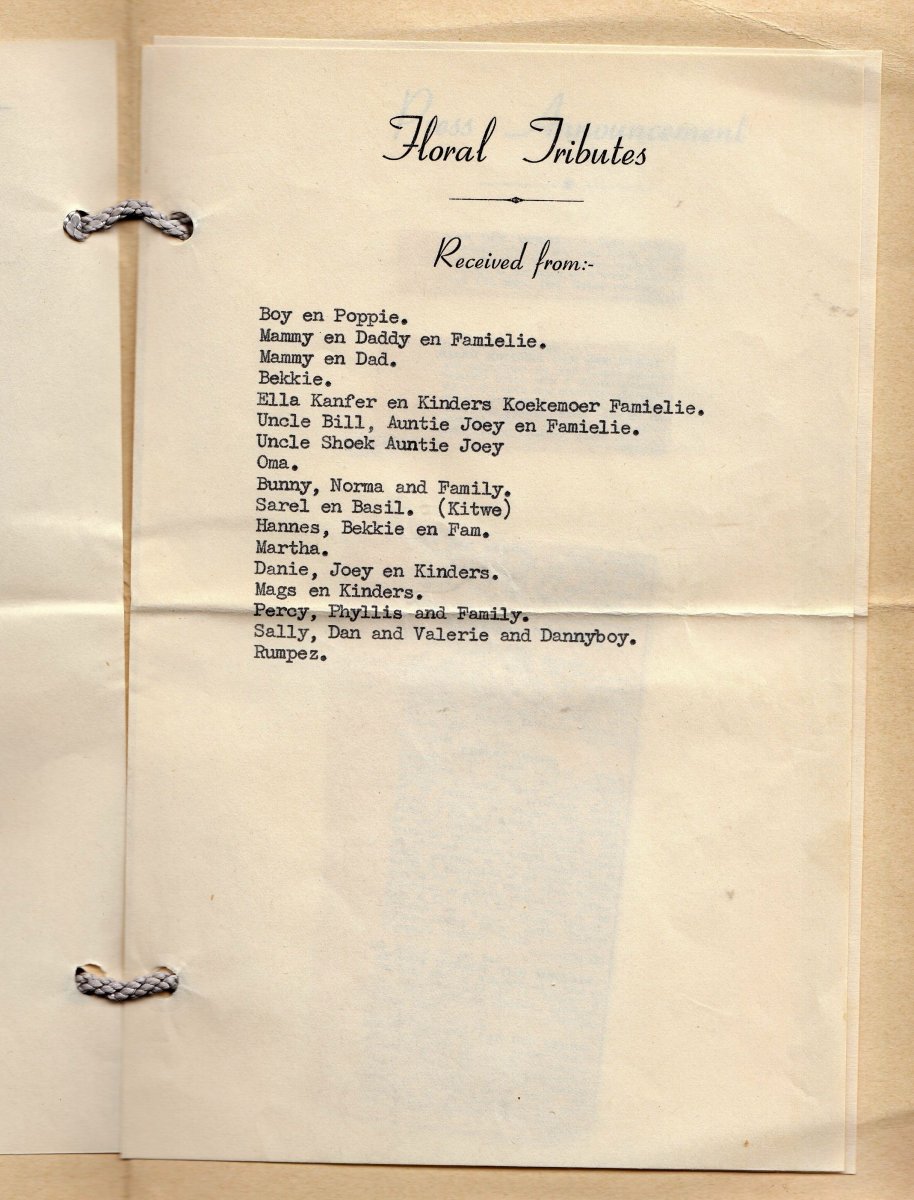 Floral Tributes
Received from:-
Boy en Poppie.
Mammy en Daddy en Famielie.
Mammy en Dad.
Bekkie.
Ella Kanfer en Kinders Koekemoer Famielie.
Uncle Bill, Auntie Joey en Famielie.
Uncle Shoek Auntie Joey
Oma.
Bunny, Norma and Family.
Sarel en Basil. (Kitwe)
Hannes, Bekkie en Fam.
Martha.
Danie, Joey en Kinders.
Mags en Kinders.
Percy, Phyllis and Family.
Sally, Dan and Valerie and Dannyboy.
Rumpez.
Press Announcement